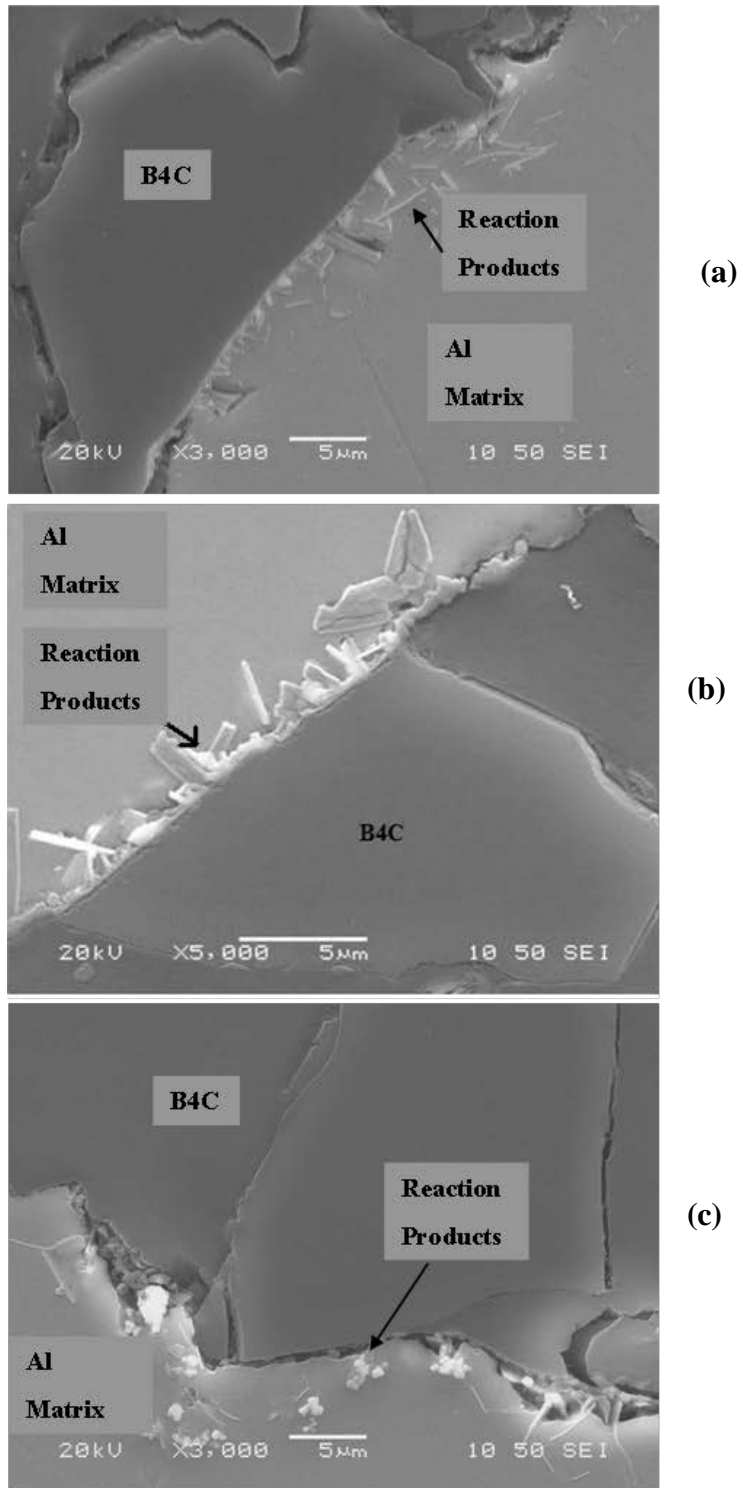 B4C
Reaction
Products
(a)
Al
Matrix
20kV X3,000 5μm 10 50 SEI
Al
Matrix
Reaction
Products
(b)
B4C
20kV X5,000 5μm 10 50 SEI
B4C
Reaction
Products
(c)
Al
Matrix
20kV X3,000 5μm 10 50 SEI